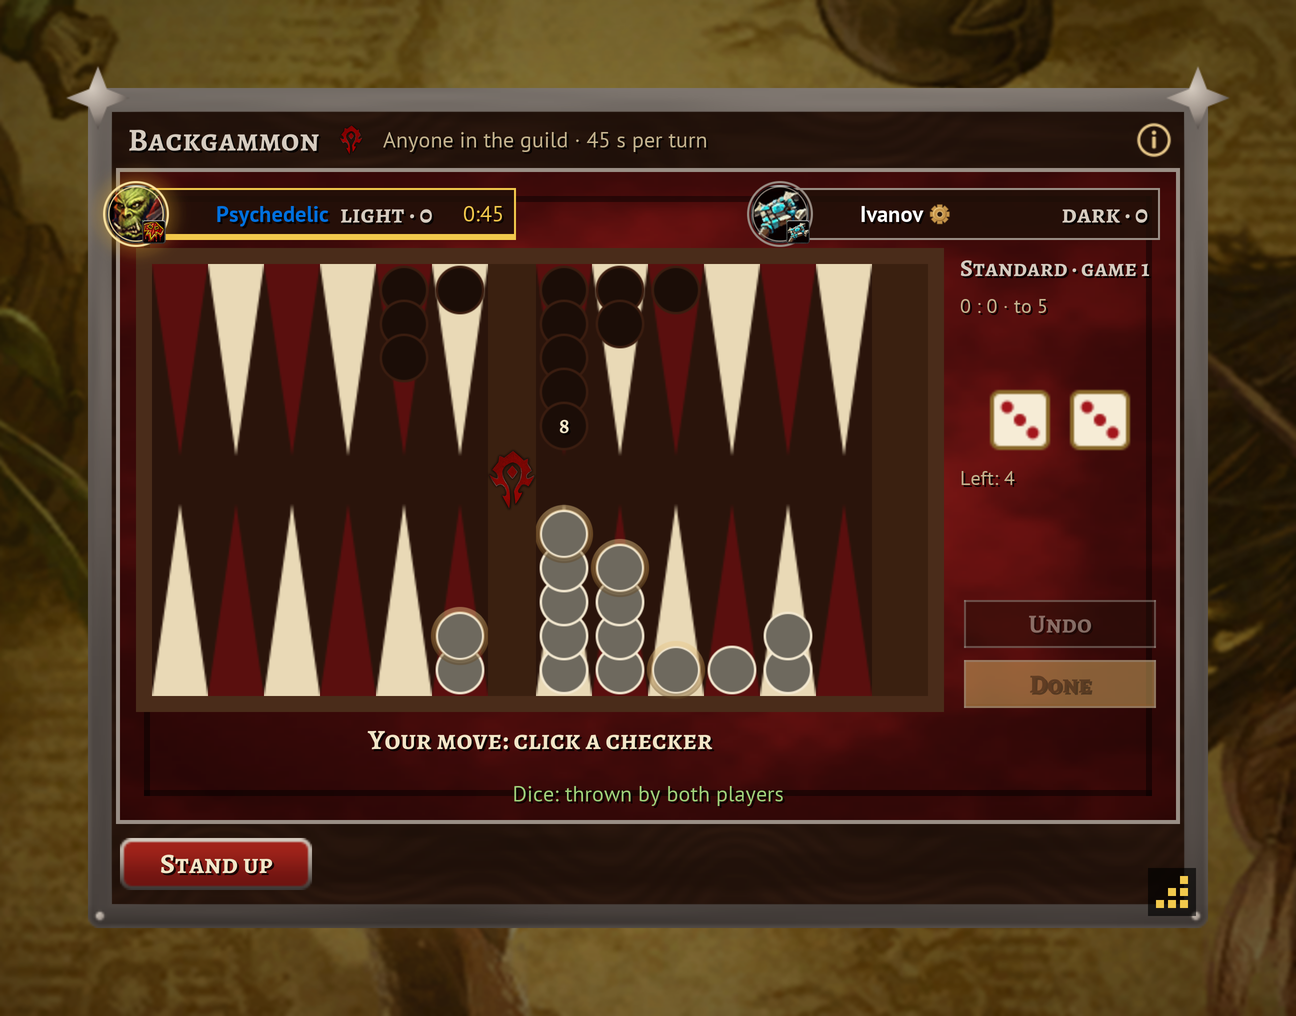 Backgammon
Anyone in the guild · 45 s per turn
Psychedelic LIGHT · 0 0:45
Ivanov DARK · 0
Standard · Game 1
0 : 0 · to 5
8
Left: 4
Undo
Done
Your move: click a checker
Dice: thrown by both players
Stand up